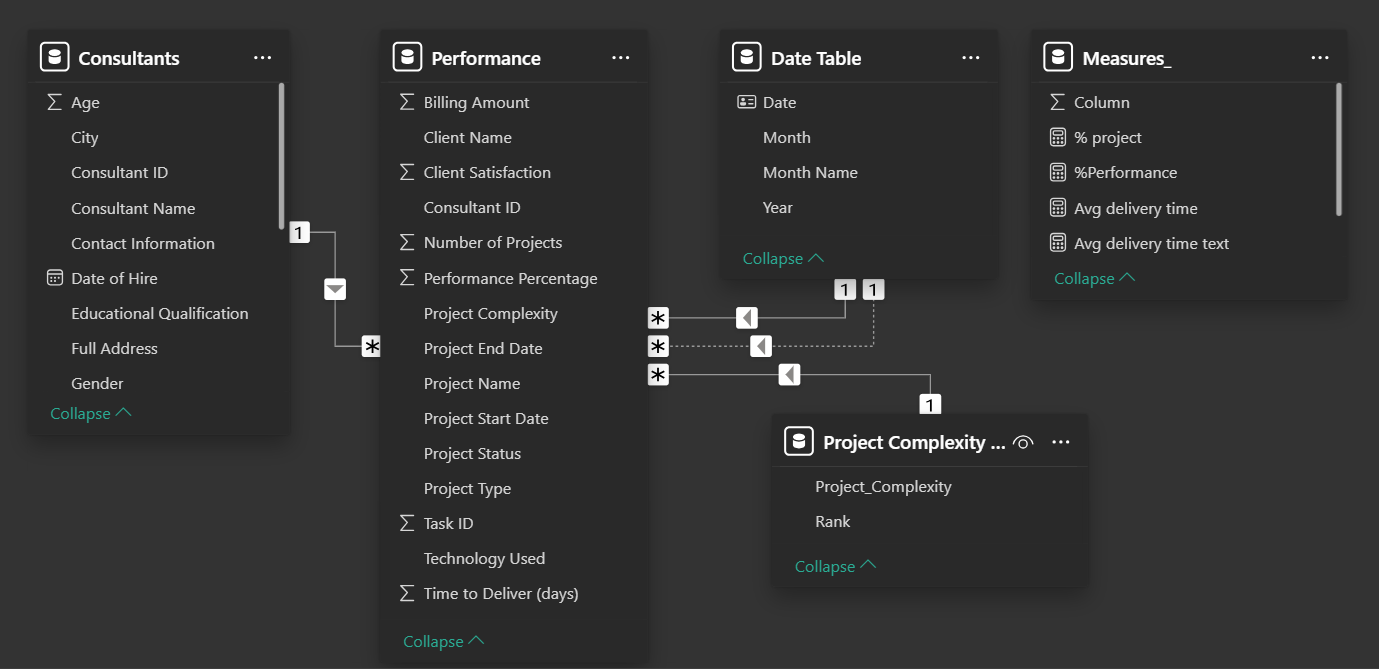 Consultants
Age
City
Consultant ID
Consultant Name
Contact Information
Date of Hire
Educational Qualification
Full Address
Gender
Collapse
1
*
Performance
Billing Amount
Client Name
Client Satisfaction
Consultant ID
Number of Projects
Performance Percentage
Project Complexity
Project End Date
Project Name
Project Start Date
Project Status
Project Type
Task ID
Technology Used
Time to Deliver (days)
Collapse
Date Table
Date
Month
Month Name
Year
Collapse
1 1
*
*
*
1
Project Complexity ...
Project_Complexity
Rank
Collapse
Measures_
Column
% project
%Performance
Avg delivery time
Avg delivery time text
Collapse